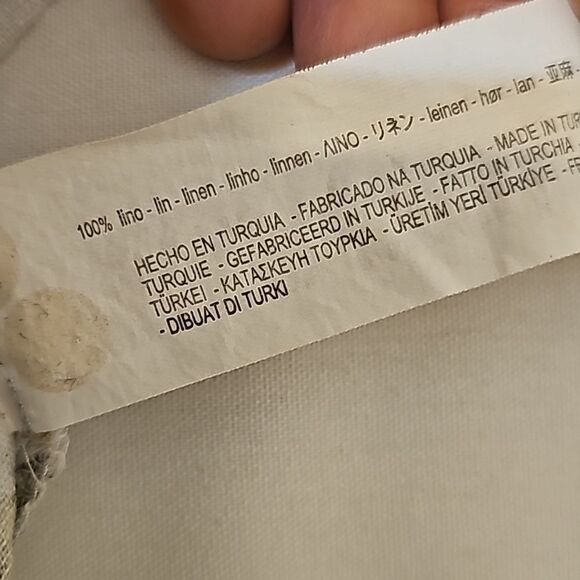 100% lino - lin - linen - linho - linnen - ΛΙΝΟ - リネン - leinen - hør - lan - 亚麻 -
HECHO EN TURQUIA - FABRICADO NA TURQUIA - MADE IN TUR
TURQUIE - GEFABRICEERD IN TURKIJE - FATTO IN TURCHIA -
TÜRKEI - ΚΑΤΑΣΚΕΥΗ ΤΟΥΡΚΙΑ - ÜRETİM YERİ TÜRKİYE - FR
- DIBUAT DI TURKI